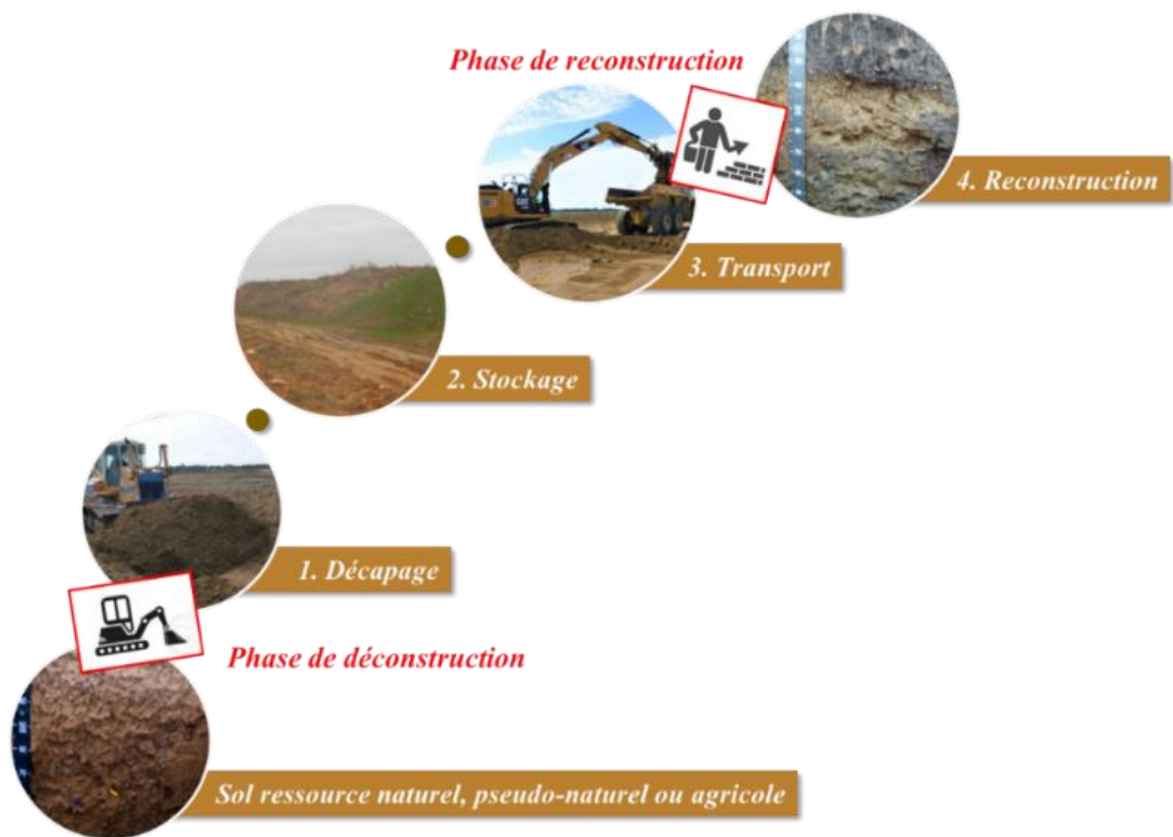 Phase de reconstruction
4. Reconstruction
3. Transport
2. Stockage
1. Décapage
Phase de déconstruction
Sol ressource naturel, pseudo-naturel ou agricole